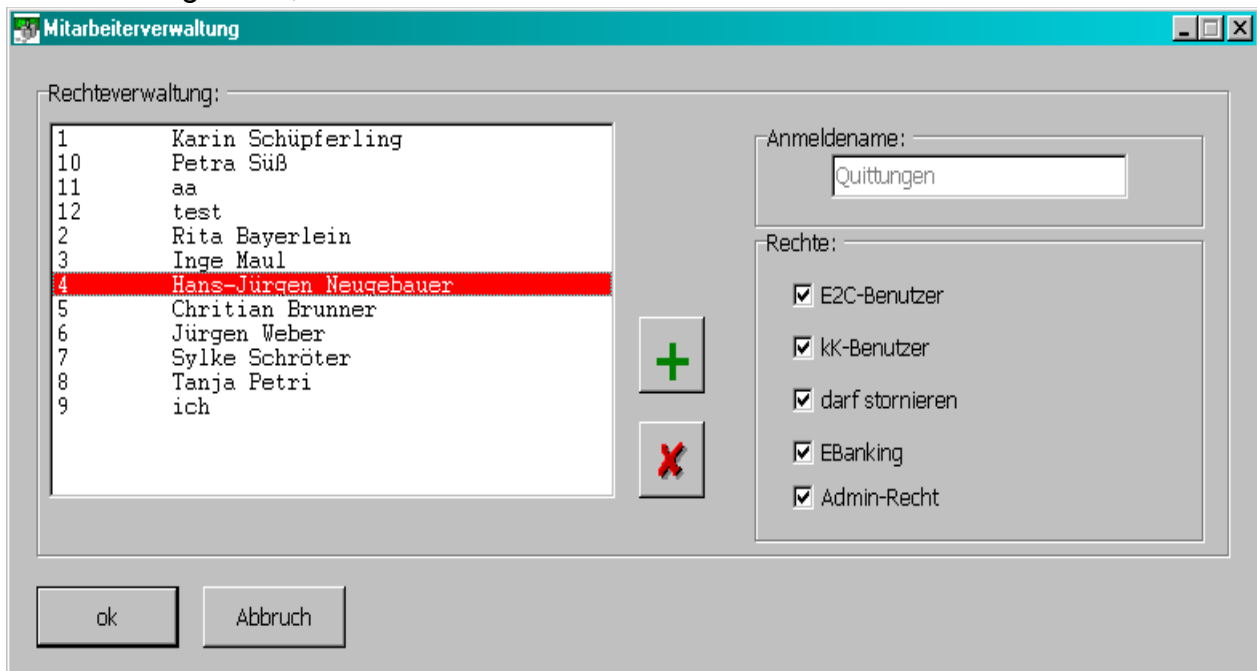 Mitarbeiterverwaltung
Rechteverwaltung:
1 Karin Schüpferling
10 Petra Süß
11 aa
12 test
2 Rita Bayerlein
3 Inge Maul
4 Hans-Jürgen Neugebauer
5 Chritian Brunner
6 Jürgen Weber
7 Sylke Schröter
8 Tanja Petri
9 ich
Anmeldename:
Quittungen
Rechte:
E2C-Benutzer
kK-Benutzer
darf stornieren
EBanking
Admin-Recht
ok
Abbruch